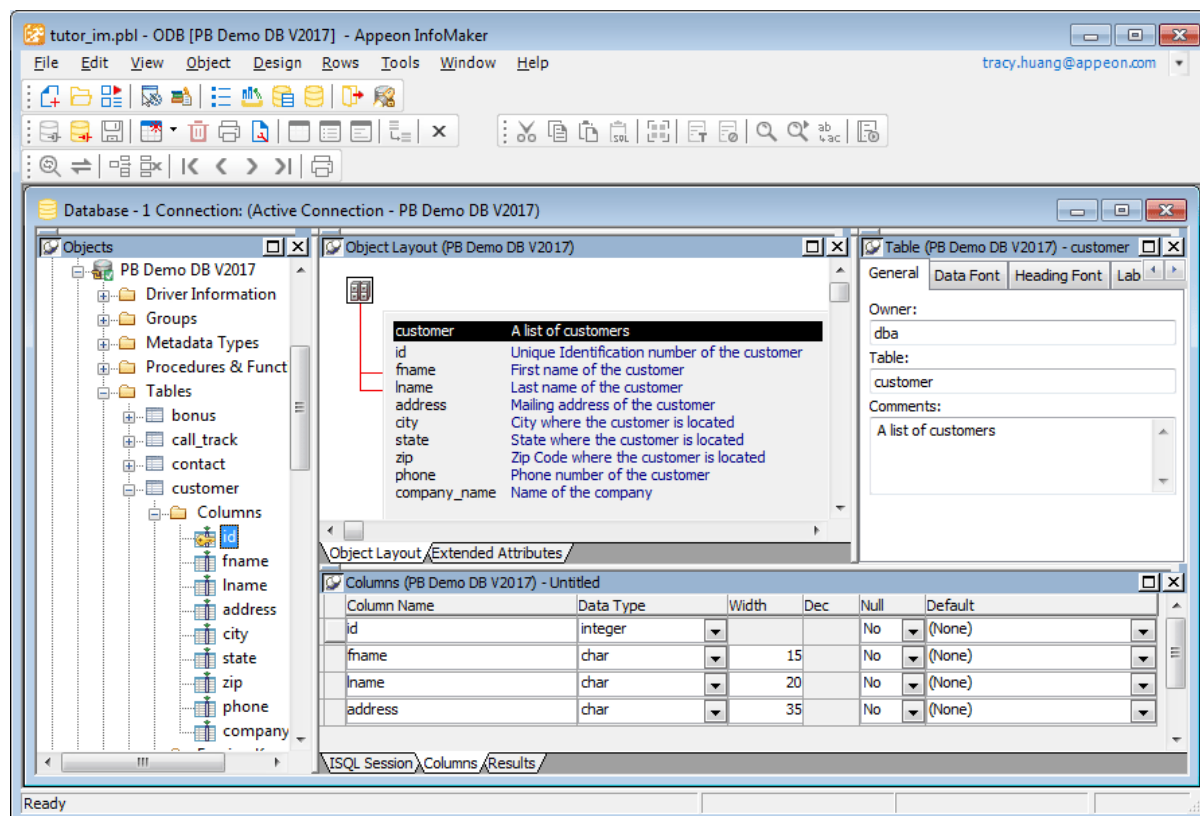 tutor_im.pbl - ODB [PB Demo DB V2017] - Appeon InfoMaker
File Edit View Object Design Rows Tools Window Help tracy.huang@appeon.com
SQL ab ac
Database - 1 Connection: (Active Connection - PB Demo DB V2017)
Objects
PB Demo DB V2017
Driver Information
Groups
Metadata Types
Procedures & Funct
Tables
bonus
call_track
contact
customer
Columns
id
fname
lname
address
city
state
zip
phone
company_
Object Layout (PB Demo DB V2017)
customer A list of customers
id Unique Identification number of the customer
fname First name of the customer
lname Last name of the customer
address Mailing address of the customer
city City where the customer is located
state State where the customer is located
zip Zip Code where the customer is located
phone Phone number of the customer
company_name Name of the company
Object Layout Extended Attributes
Table (PB Demo DB V2017) - customer
General Data Font Heading Font Lab
Owner:
dba
Table:
customer
Comments:
A list of customers
Columns (PB Demo DB V2017) - Untitled
Column Name Data Type Width Dec Null Default
id integer No (None)
fname char 15 No (None)
lname char 20 No (None)
address char 35 No (None)
ISQL Session Columns Results
Ready